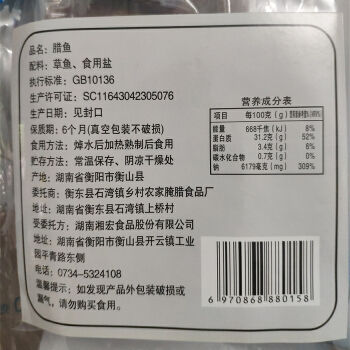 品名：腊鱼
配料：草鱼、食用盐
执行标准：GB10136
生产许可证：SC11643042305076
生产日期：见封口
保质期：6个月(真空包装不破损)
食用方法：焯水后加热熟制后食用
贮存方法：常温保存、阴凉干燥处
产地：湖南省衡阳市衡山县
委托商：衡东县石湾镇乡村农家腌腊食品厂
地址：衡东县石湾镇上桥村
湖南湘宏食品股份有限公司
地址：湖南省衡阳市衡山县开云镇工业
园平青路东侧
电话：0734-5324108
温馨提示：如发现产品外包装破损或
漏气，请勿购买食用。
营养成分表
项目 每100克(g) 营养素参考值%(NRV%)
能量 668千焦(kJ) 8%
蛋白质 31.2克(g) 52%
脂肪 3.4克(g) 6%
碳水化合物 0.7克(g) 0%
钠 6179毫克(mg) 309%
6 970868 880158